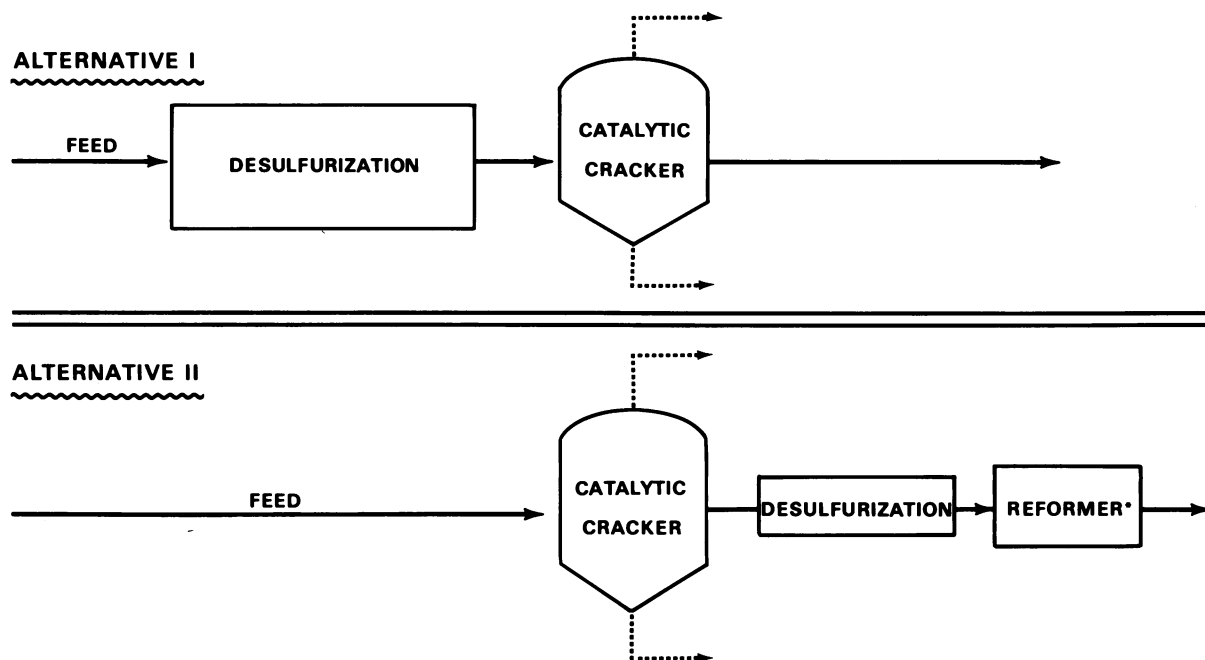 ALTERNATIVE I
FEED
DESULFURIZATION
CATALYTIC
CRACKER
ALTERNATIVE II
FEED
CATALYTIC
CRACKER
DESULFURIZATION
REFORMER*